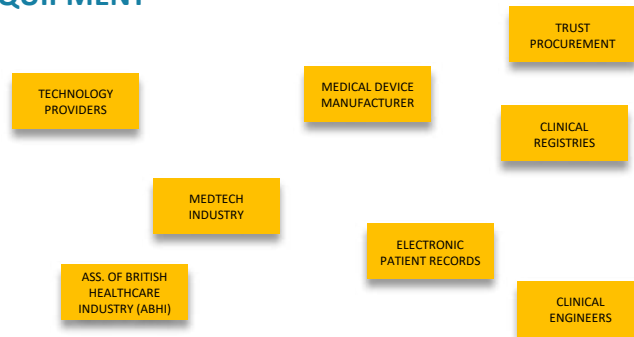 QUIPMENT
TRUST
PROCUREMENT
TECHNOLOGY
PROVIDERS
MEDICAL DEVICE
MANUFACTURER
CLINICAL
REGISTRIES
MEDTECH
INDUSTRY
ELECTRONIC
PATIENT RECORDS
ASS. OF BRITISH
HEALTHCARE
INDUSTRY (ABHI)
CLINICAL
ENGINEERS